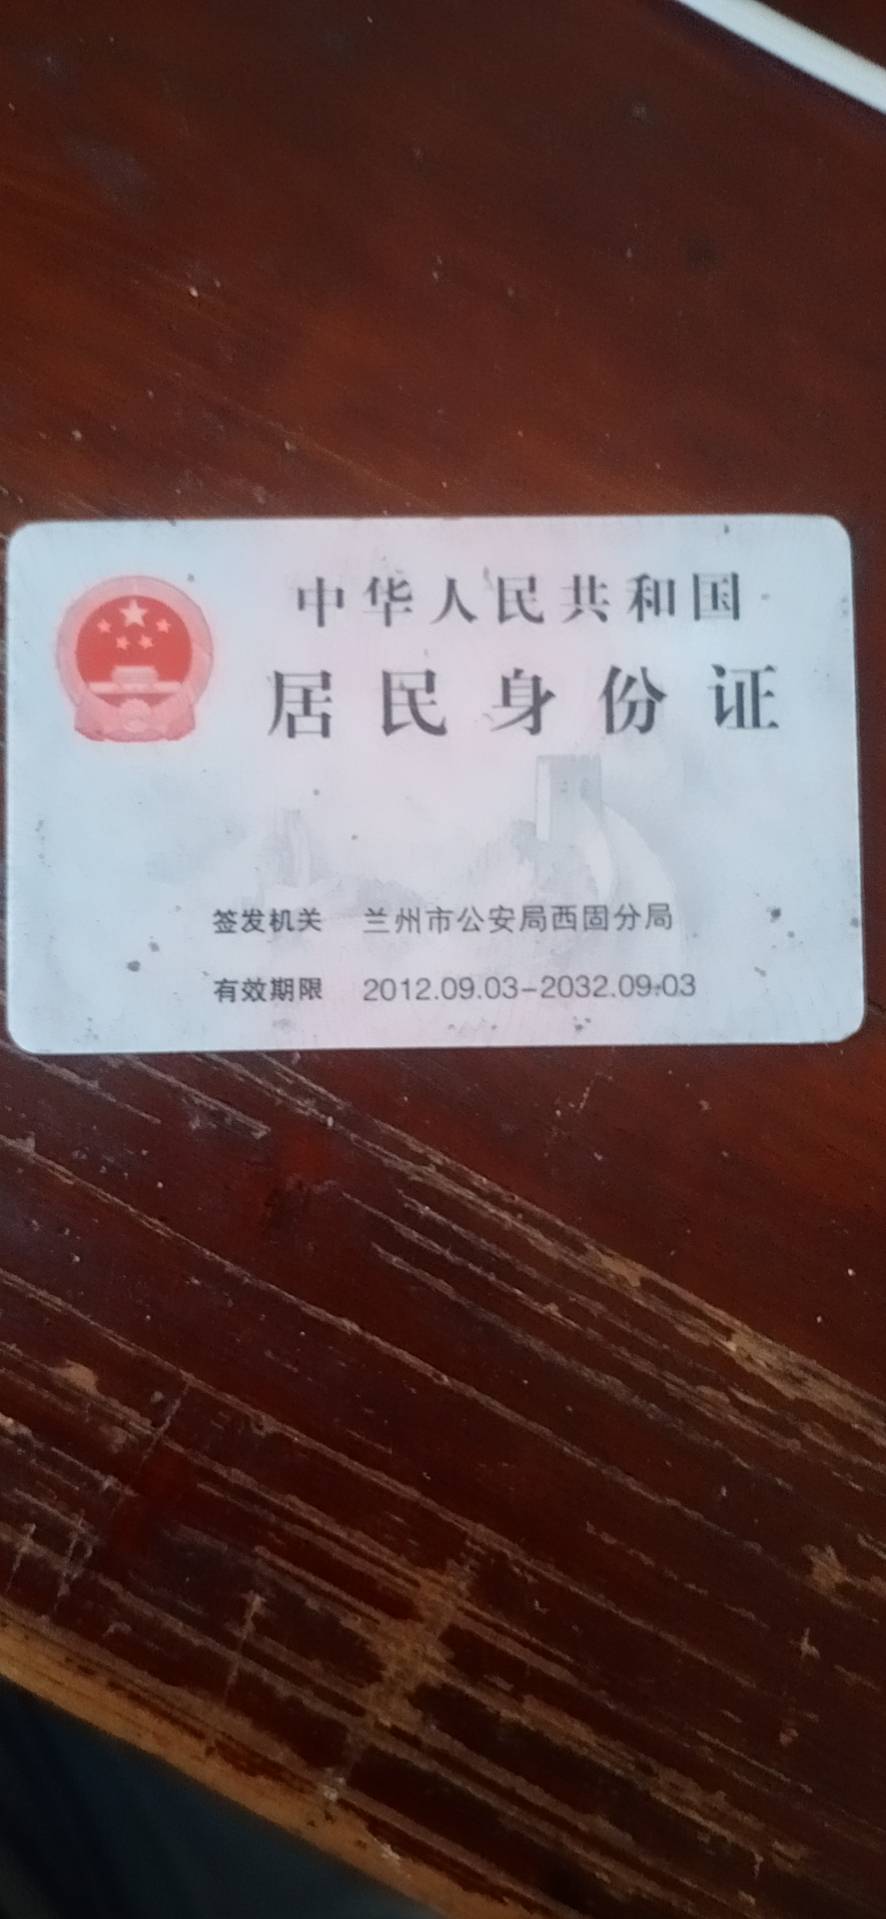 中华人民共和国
居民身份证
签发机关 兰州市公安局西固分局
有效期限 2012.09.03-2032.09.03